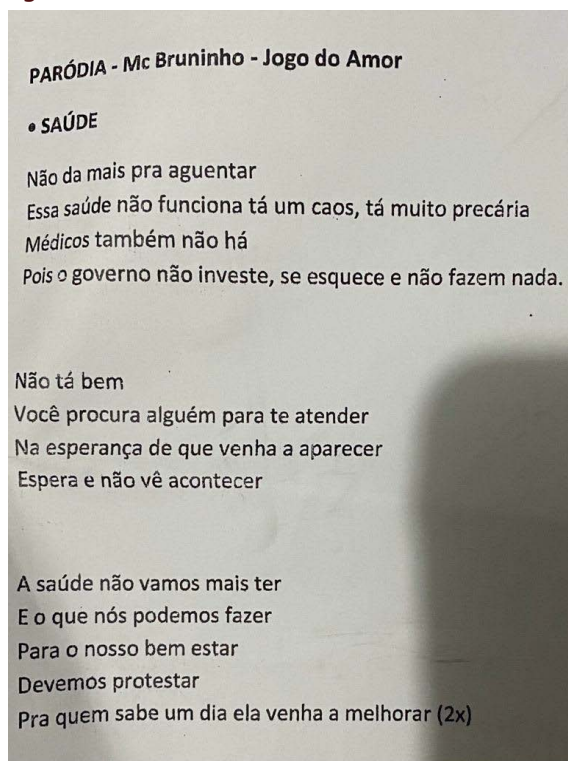 PARÓDIA - Mc Bruninho - Jogo do Amor
• SAÚDE
Não da mais pra aguentar
Essa saúde não funciona tá um caos, tá muito precária
Médicos também não há
Pois o governo não investe, se esquece e não fazem nada.
Não tá bem
Você procura alguém para te atender
Na esperança de que venha a aparecer
Espera e não vê acontecer
A saúde não vamos mais ter
E o que nós podemos fazer
Para o nosso bem estar
Devemos protestar
Pra quem sabe um dia ela venha a melhorar (2x)